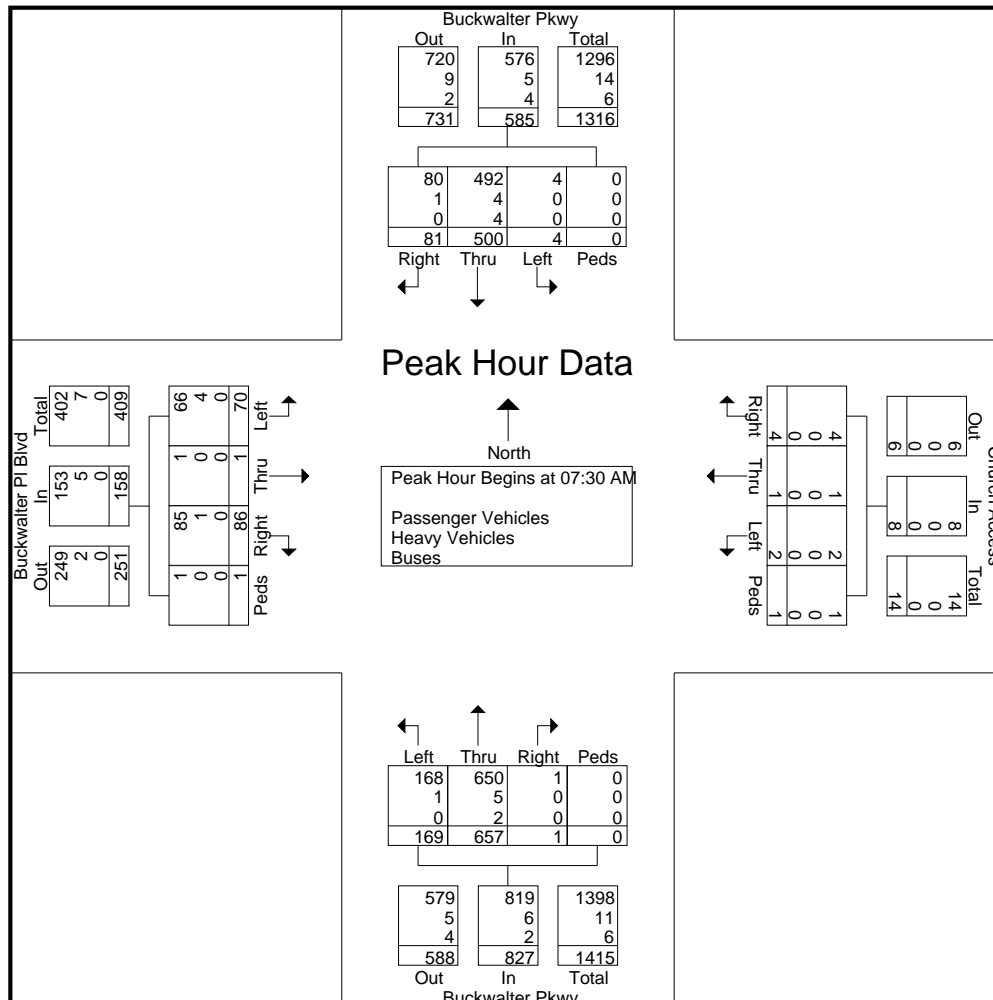 Buckwalter Pkwy
Out In Total
720 576 1296
9 5 14
2 4 6
731 585 1316
80 492 4 0
1 4 0 0
0 4 0 0
81 500 4 0
Right Thru Left Peds
Peak Hour Data
North
Peak Hour Begins at 07:30 AM
Passenger Vehicles
Heavy Vehicles
Buses
Buckwalter Pl Blvd
Out In Total
249 153 402
2 5 7
0 0 0
251 158 409
66 4 0 70
Left
1 0 0 1
Thru
85 1 0 86
Right
1 0 0 1
Peds
Right
4 0 0 4
Thru
1 0 0 1
Left
2 0 0 2
Peds
1 0 0 1
Out In Total
6 8 14
0 0 0
0 0 0
6 8 14
Left Thru Right Peds
168 650 1 0
1 5 0 0
0 2 0 0
169 657 1 0
579 819 1398
5 6 11
4 2 6
588 827 1415
Out In Total
Buckwalter Pkwy